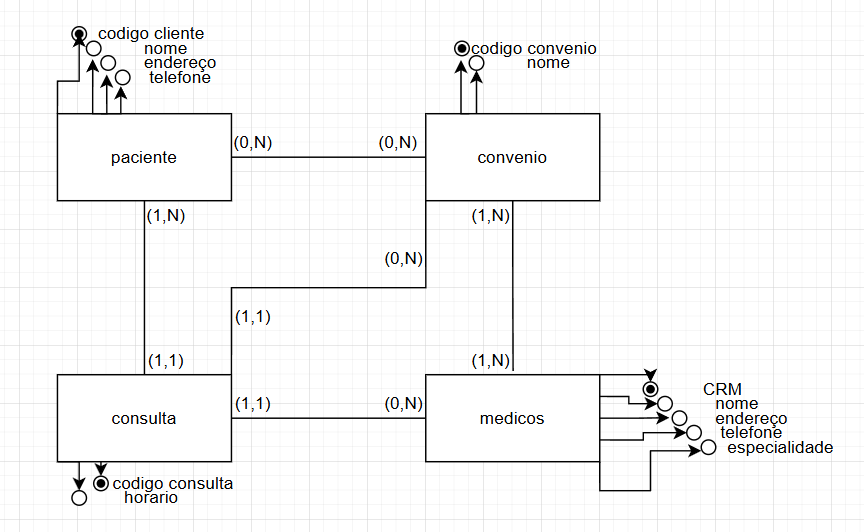 codigo cliente
nome
endereço
telefone
codigo convenio
nome
paciente
(0,N)
(0,N)
convenio
(1,N)
(1,N)
(0,N)
(1,1)
(1,1)
(1,N)
consulta
(1,1)
(0,N)
medicos
CRM
nome
endereço
telefone
especialidade
codigo consulta
horario